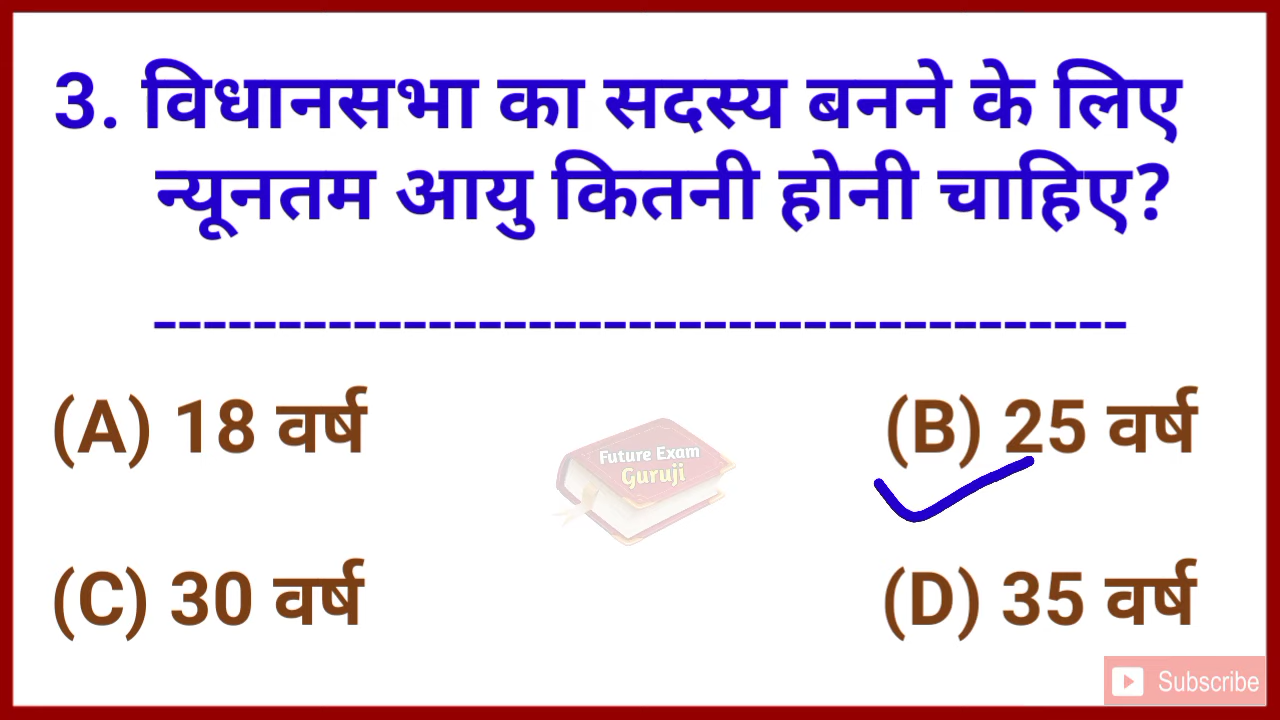 3. विधानसभा का सदस्य बनने के लिए
न्यूनतम आयु कितनी होनी चाहिए?
----------------------------------------
(A) 18 वर्ष (B) 25 वर्ष
Future Exam
Guruji
(C) 30 वर्ष (D) 35 वर्ष
Subscribe